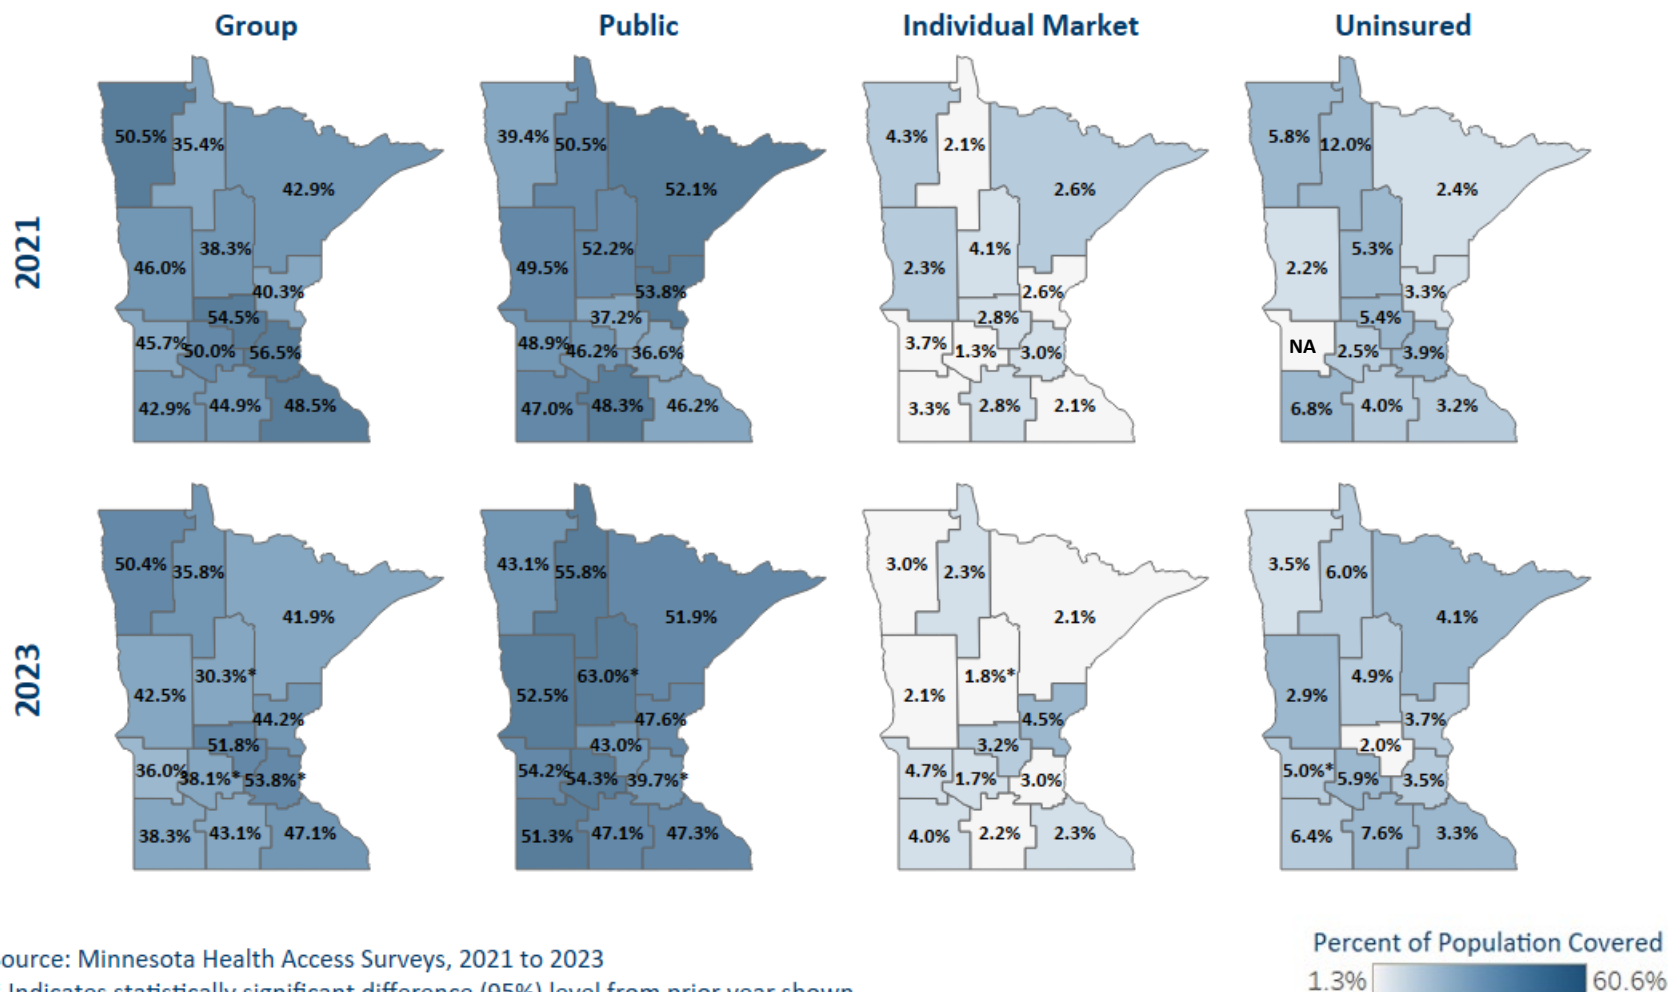 Group Public Individual Market Uninsured
2021
50.5% 35.4% 42.9% 46.0% 38.3% 40.3% 54.5% 45.7% 50.0% 56.5% 42.9% 44.9% 48.5%
39.4% 50.5% 52.1% 49.5% 52.2% 53.8% 37.2% 48.9% 46.2% 36.6% 47.0% 48.3% 46.2%
4.3% 2.1% 2.6% 2.3% 4.1% 2.6% 2.8% 3.7% 1.3% 3.0% 3.3% 2.8% 2.1%
5.8% 12.0% 2.4% 2.2% 5.3% 3.3% 5.4% NA 2.5% 3.9% 6.8% 4.0% 3.2%
2023
50.4% 35.8% 41.9% 42.5% 30.3%* 44.2% 51.8% 36.0% 38.1%* 53.8%* 38.3% 43.1% 47.1%
43.1% 55.8% 51.9% 52.5% 63.0%* 47.6% 43.0% 54.2% 54.3% 39.7%* 51.3% 47.1% 47.3%
3.0% 2.3% 2.1% 2.1% 1.8%* 4.5% 3.2% 4.7% 1.7% 3.0% 4.0% 2.2% 2.3%
3.5% 6.0% 4.1% 2.9% 4.9% 3.7% 2.0% 5.0%* 5.9% 3.5% 6.4% 7.6% 3.3%
Percent of Population Covered
1.3% 60.6%
ource: Minnesota Health Access Surveys, 2021 to 2023
Indicates statistically significant difference (95%) level from prior year shown